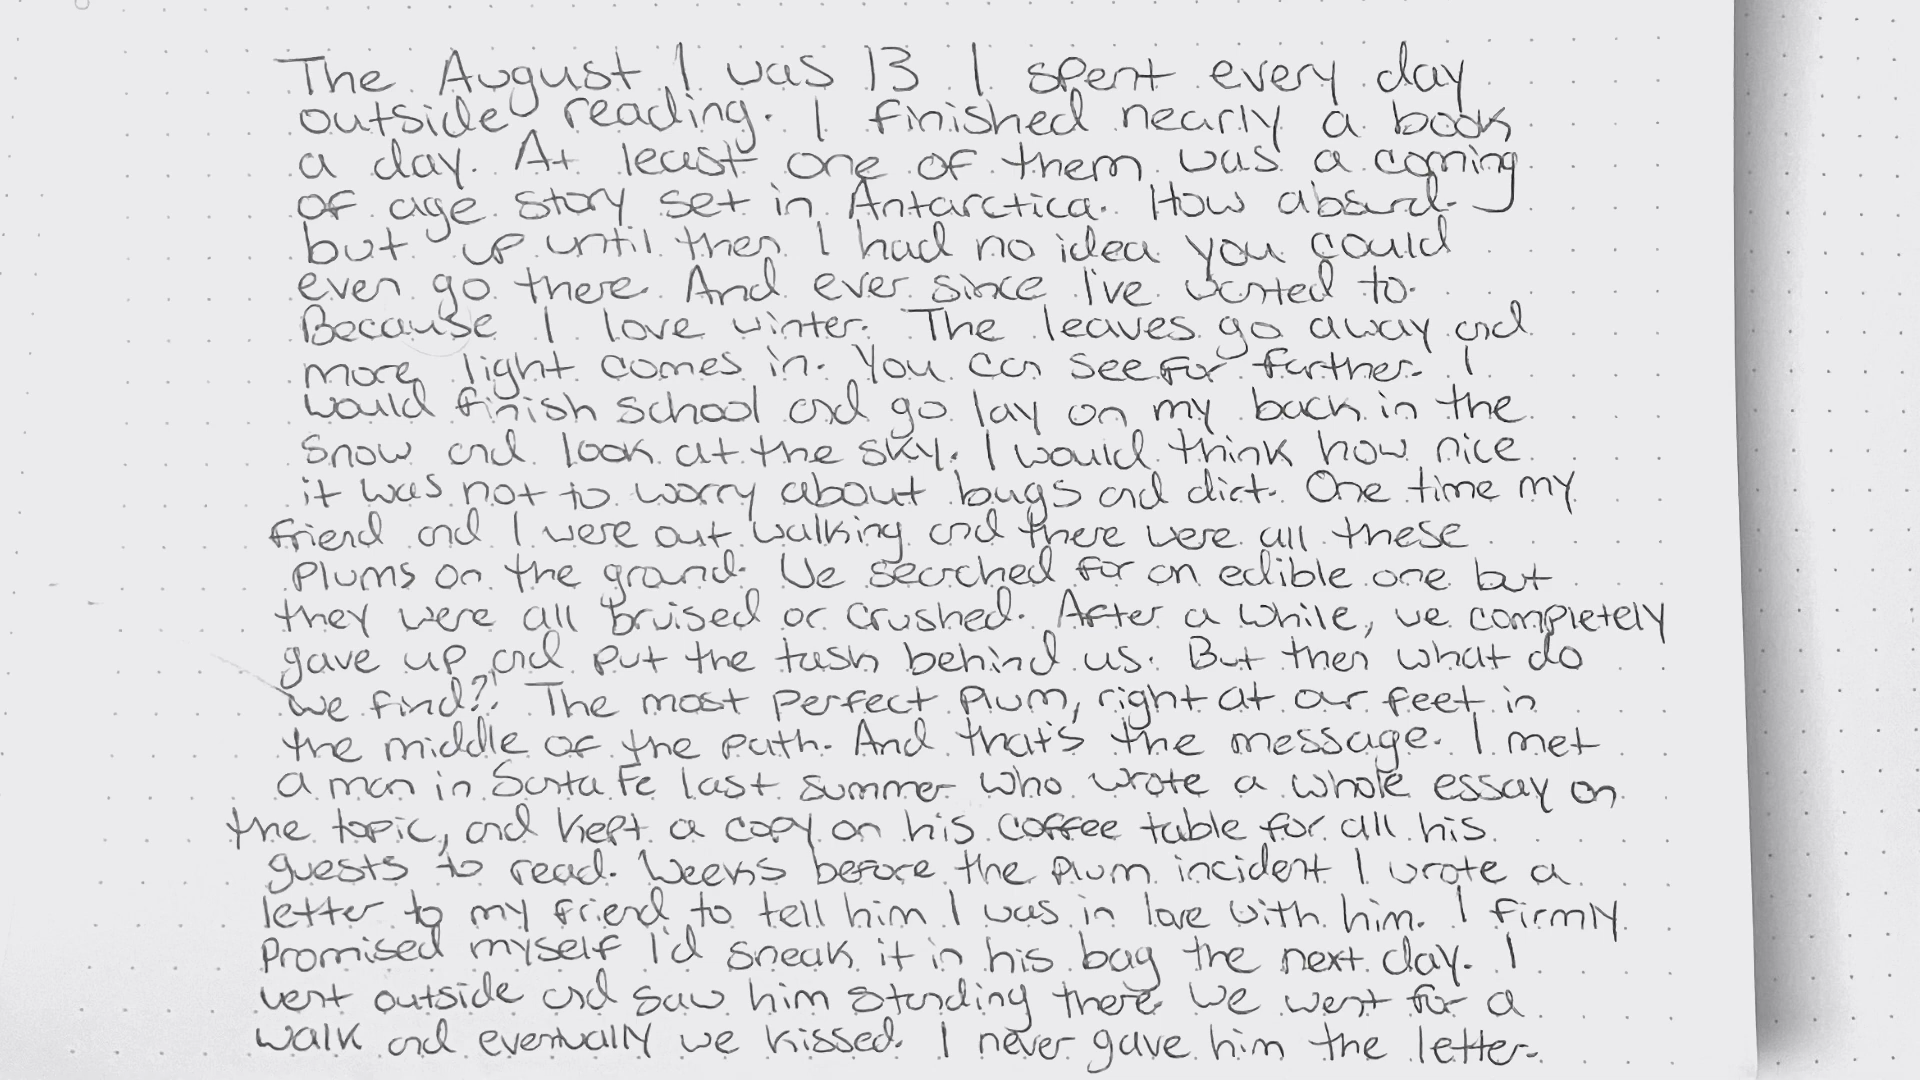 The August I was 13 I spent every day
outside reading. I finished nearly a book
a day. At least one of them was a coming
of age story set in Antarctica. How absurd.
but up until then I had no idea you could
even go there. And ever since I've wanted to.
Because I love winter. The leaves go away and
more light comes in. You can see far further. I
would finish school and go lay on my back in the
snow and look at the sky. I would think how nice
it was not to worry about bugs and dirt. One time my
friend and I were out walking and there were all these
plums on the ground. We searched for an edible one but
they were all bruised or crushed. After a while, we completely
gave up and put the task behind us. But then what do
we find?! The most perfect plum, right at our feet in
the middle of the path. And that's the message. I met
a man in Santa Fe last summer who wrote a whole essay on
the topic, and kept a copy on his coffee table for all his
guests to read. Weeks before the plum incident I wrote a
letter to my friend to tell him I was in love with him. I firmly
promised myself I'd sneak it in his bag the next day. I
went outside and saw him standing there. We went for a
walk and eventually we kissed. I never gave him the letter.